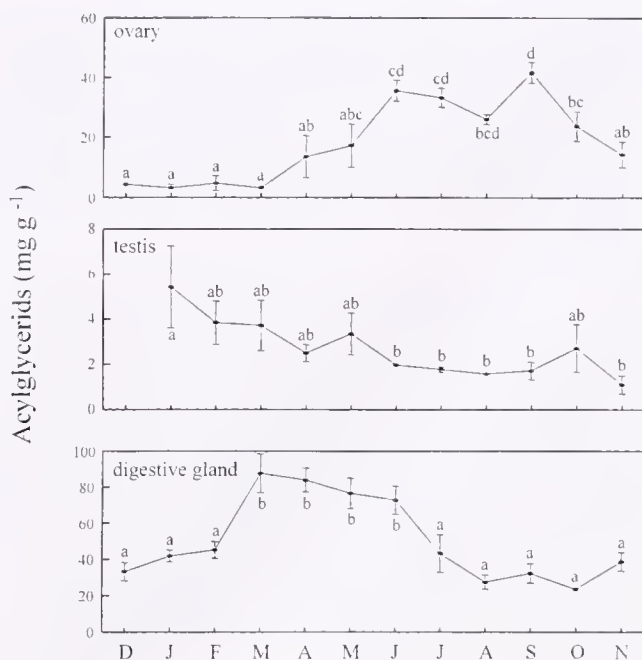 ovary
60
40
20
0
a a a a ab abc cd cd bcd d bc ab
testis
8
6
4
2
0
a ab ab ab ab b b b b ab b
digestive gland
100
80
60
40
20
0
a a a b b b b a a a a a
D J F M A M J J A S O N
Acylglycerids (mg g⁻¹)